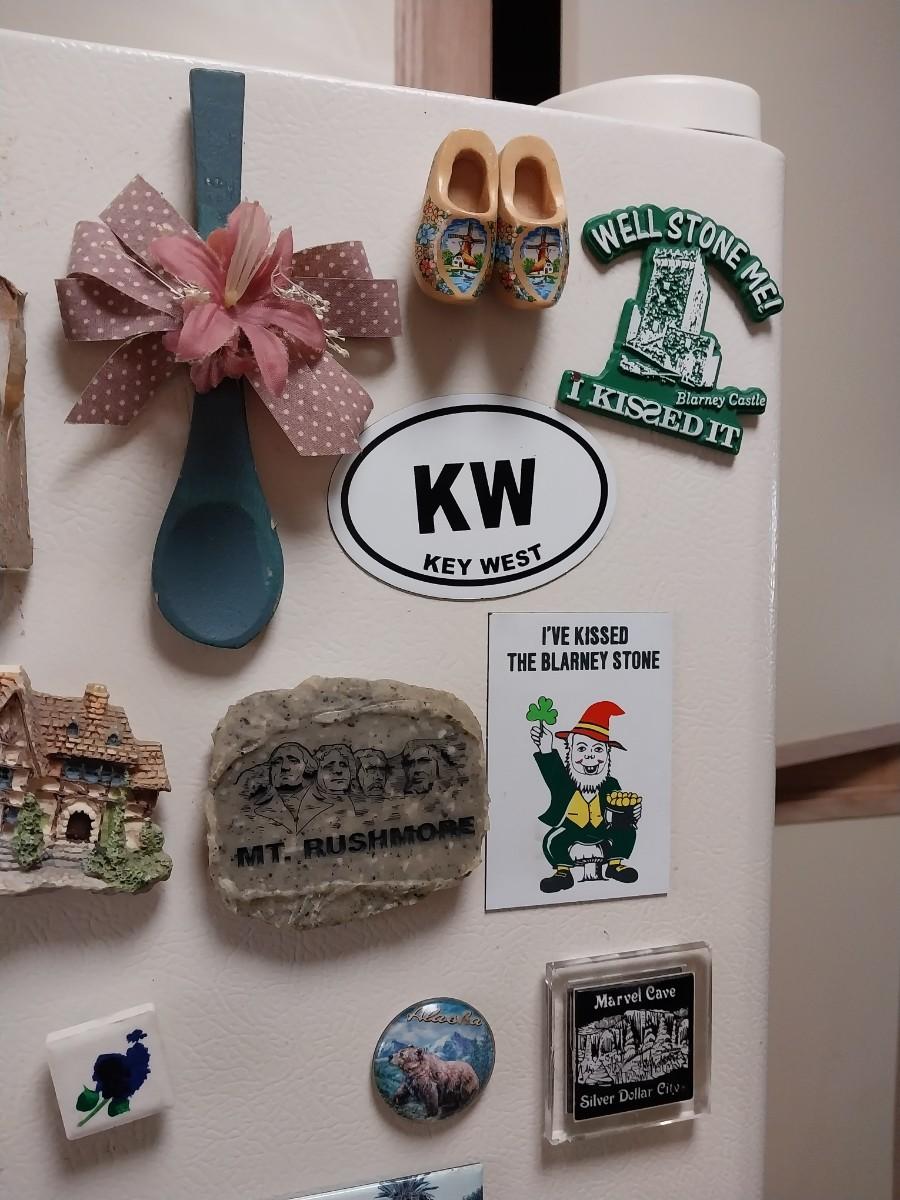 WELL STONE ME!
Blarney Castle
I KISSED IT
KW
KEY WEST
I'VE KISSED
THE BLARNEY STONE
MT. RUSHMORE
Alaska
Marvel Cave
Silver Dollar City